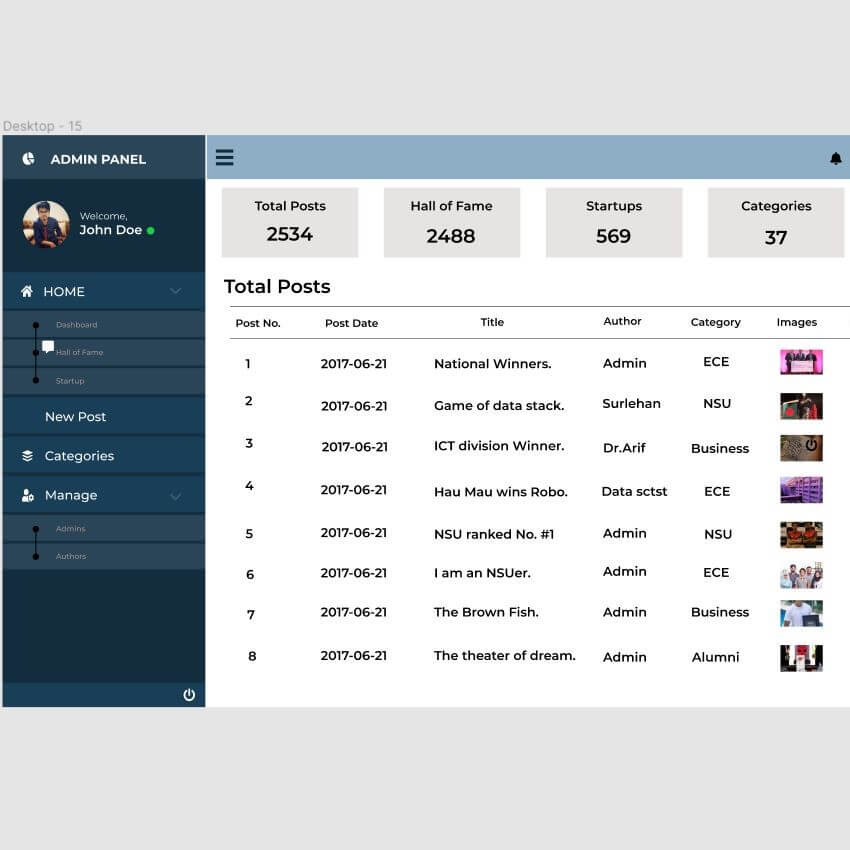 Desktop - 15
ADMIN PANEL
Welcome,
John Doe
HOME
Dashboard
Hall of Fame
Startup
New Post
Categories
Manage
Admins
Authors
Total Posts
2534
Hall of Fame
2488
Startups
569
Categories
37
Total Posts
Post No. Post Date Title Author Category Images
1 2017-06-21 National Winners. Admin ECE
2 2017-06-21 Game of data stack. Surlehan NSU
3 2017-06-21 ICT division Winner. Dr.Arif Business
4 2017-06-21 Hau Mau wins Robo. Data sctst ECE
5 2017-06-21 NSU ranked No. #1 Admin NSU
6 2017-06-21 I am an NSUer. Admin ECE
7 2017-06-21 The Brown Fish. Admin Business
8 2017-06-21 The theater of dream. Admin Alumni